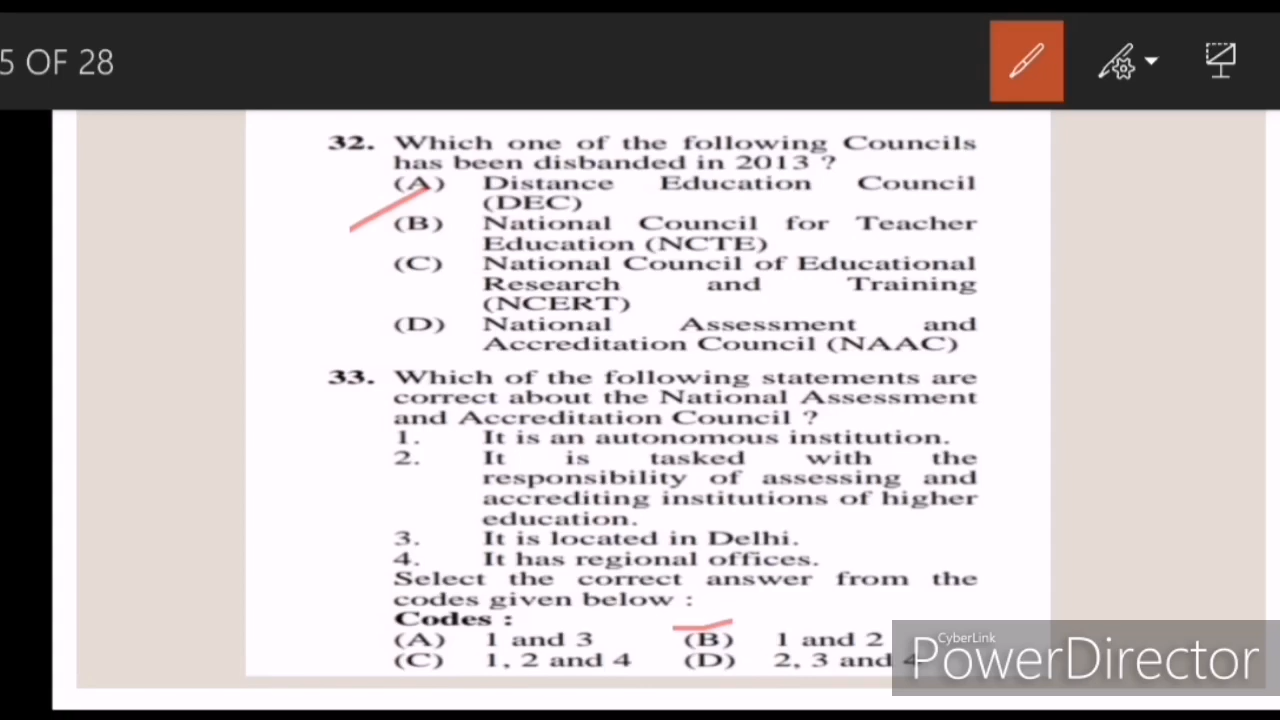 5 OF 28
32. Which one of the following Councils
has been disbanded in 2013 ?
(A) Distance Education Council
(DEC)
(B) National Council for Teacher
Education (NCTE)
(C) National Council of Educational
Research and Training
(NCERT)
(D) National Assessment and
Accreditation Council (NAAC)
33. Which of the following statements are
correct about the National Assessment
and Accreditation Council ?
1. It is an autonomous institution.
2. It is tasked with the
responsibility of assessing and
accrediting institutions of higher
education.
3. It is located in Delhi.
4. It has regional offices.
Select the correct answer from the
codes given below :
Codes :
(A) 1 and 3 (B) 1 and 2
(C) 1, 2 and 4 (D) 2, 3 and 4
CyberLink
PowerDirector